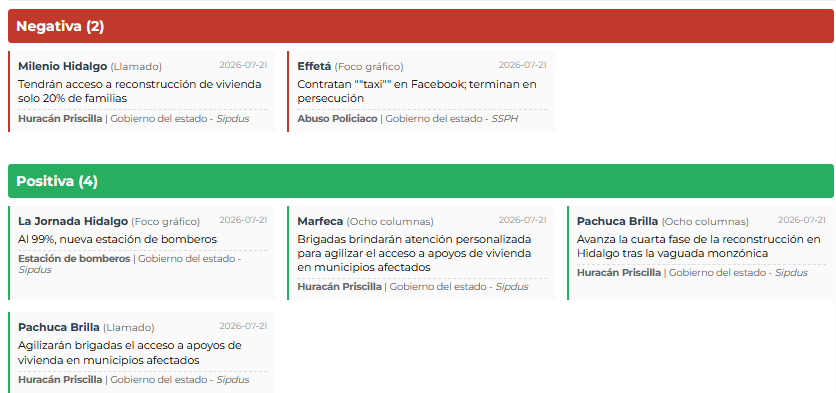 Negativa (2)
Milenio Hidalgo (Llamado) 2026-07-21
Tendrán acceso a reconstrucción de vivienda
solo 20% de familias
Huracán Priscilla | Gobierno del estado - Sipdus
Effetá (Foco gráfico) 2026-07-21
Contratan ""taxi"" en Facebook; terminan en
persecución
Abuso Policiaco | Gobierno del estado - SSPH
Positiva (4)
La Jornada Hidalgo (Foco gráfico) 2026-07-21
Al 99%, nueva estación de bomberos
Estación de bomberos | Gobierno del estado -
Sipdus
Marfeca (Ocho columnas) 2026-07-21
Brigadas brindarán atención personalizada
para agilizar el acceso a apoyos de vivienda
en municipios afectados
Huracán Priscilla | Gobierno del estado - Sipdus
Pachuca Brilla (Ocho columnas) 2026-07-21
Avanza la cuarta fase de la reconstrucción en
Hidalgo tras la vaguada monzónica
Huracán Priscilla | Gobierno del estado - Sipdus
Pachuca Brilla (Llamado) 2026-07-21
Agilizarán brigadas el acceso a apoyos de
vivienda en municipios afectados
Huracán Priscilla | Gobierno del estado - Sipdus